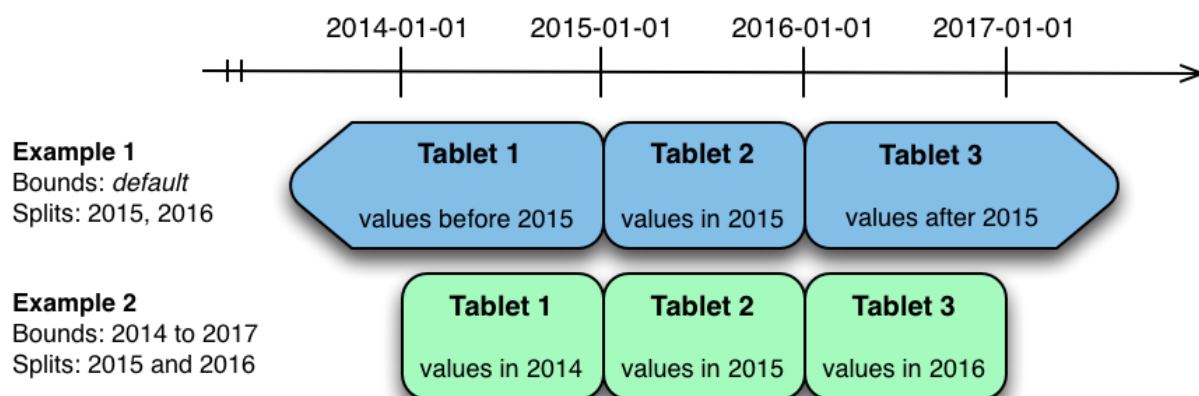 2014-01-01 2015-01-01 2016-01-01 2017-01-01
Example 1
Bounds: default
Splits: 2015, 2016
Tablet 1 Tablet 2 Tablet 3
values before 2015 values in 2015 values after 2015
Example 2
Bounds: 2014 to 2017
Splits: 2015 and 2016
Tablet 1 Tablet 2 Tablet 3
values in 2014 values in 2015 values in 2016